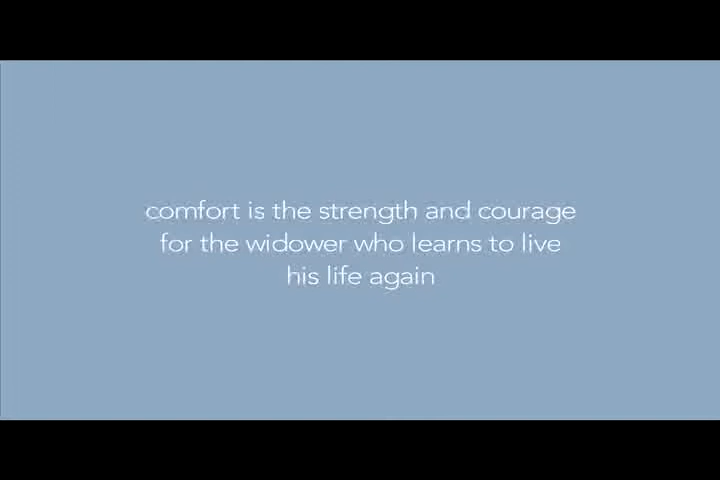 comfort is the strength and courage
for the widower who learns to live
his life again